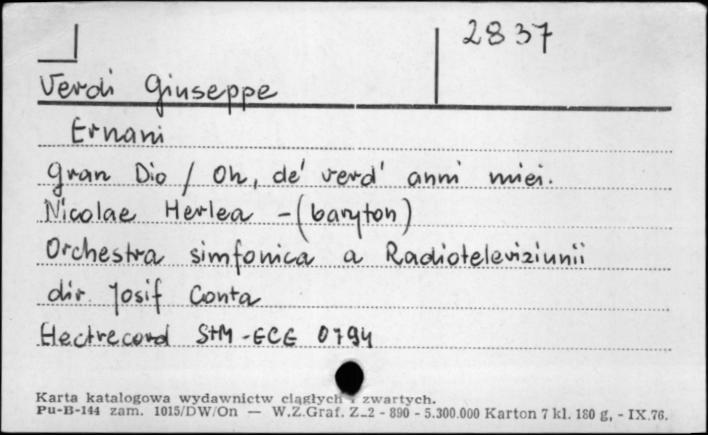 2837
Verdi Giuseppe
Ernani
Gran Dio / Oh, de' verd' anni miei.
Nicolae Herlea - (baryton)
Orchestra simfonica a Radioteleviziunii
dir. Josif Conta
Electrecord STM-ECE 0794
Karta katalogowa wydawnictw ciągłych i zwartych.
Pu-B-144 zam. 1015/DW/On — W.Z.Graf. Z-2 - 890 - 5.300.000 Karton 7 kl. 180 g, - IX.76.